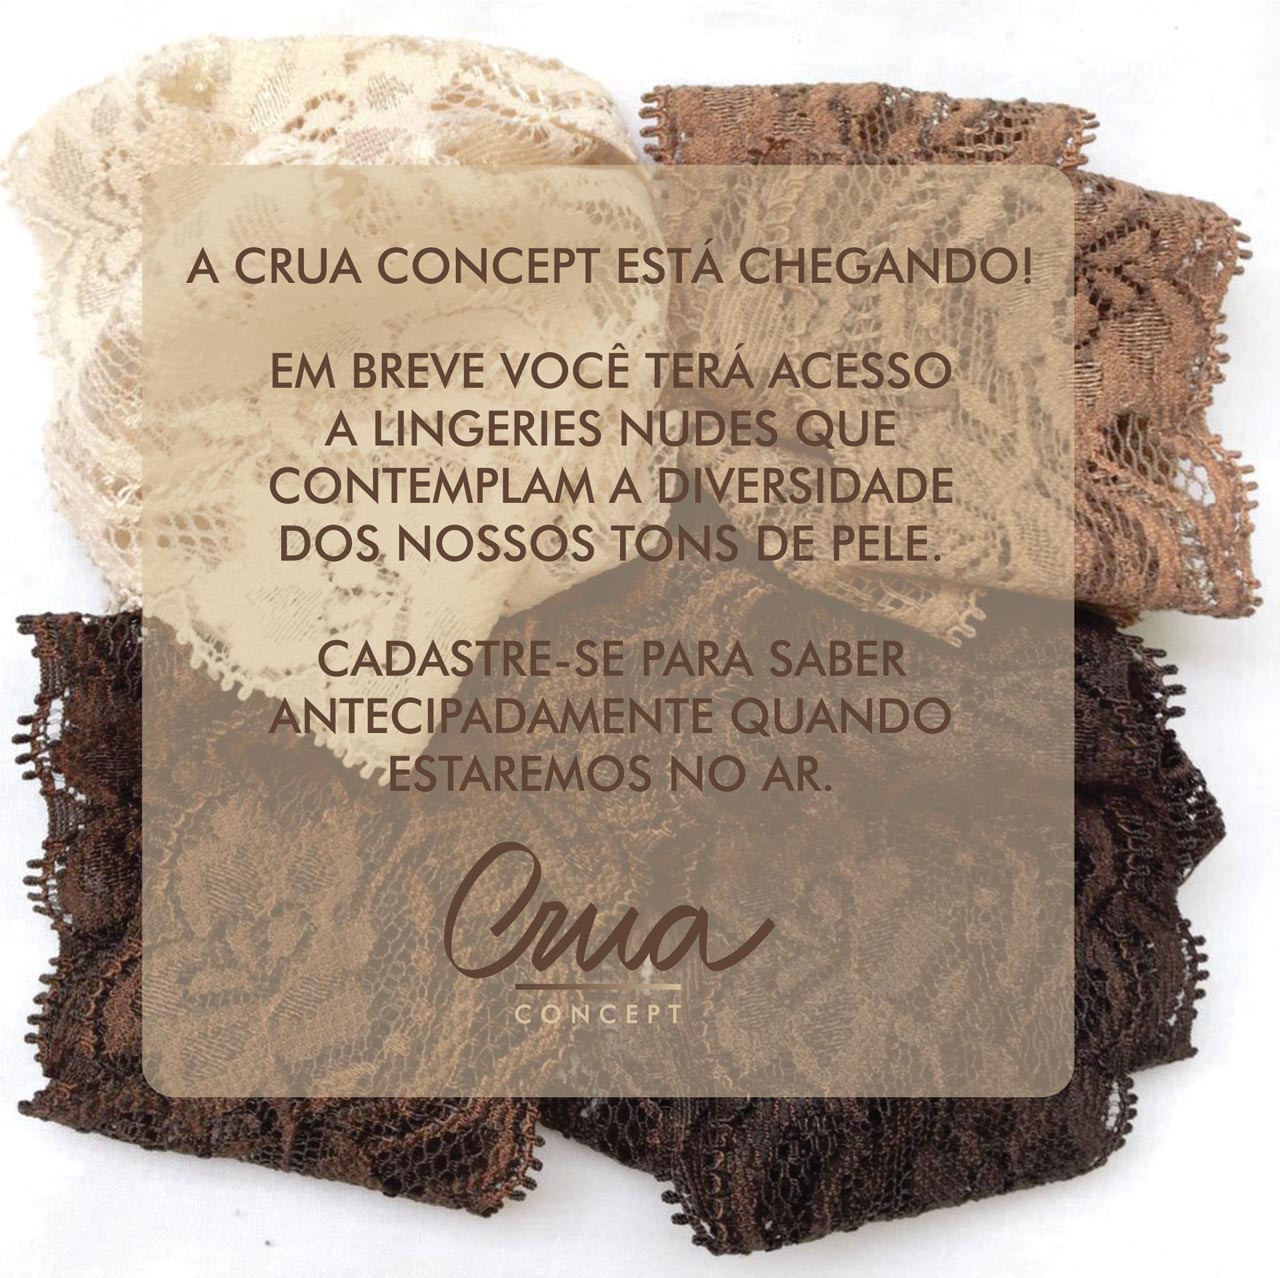 A CRUA CONCEPT ESTÁ CHEGANDO!
EM BREVE VOCÊ TERÁ ACESSO
A LINGERIES NUDES QUE
CONTEMPLAM A DIVERSIDADE
DOS NOSSOS TONS DE PELE.
CADASTRE-SE PARA SABER
ANTECIPADAMENTE QUANDO
ESTAREMOS NO AR.
Crua
CONCEPT